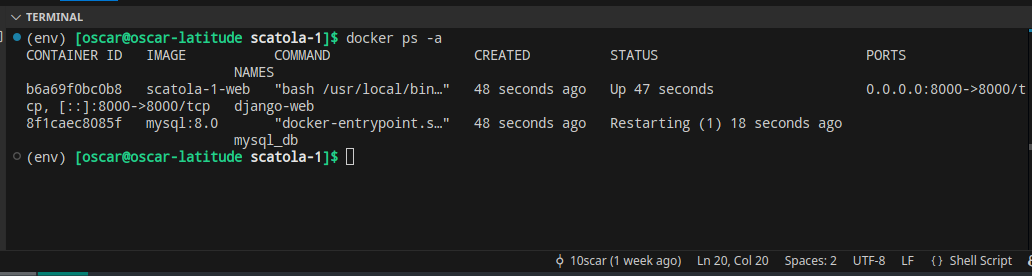 TERMINAL
(env) [oscar@oscar-latitude scatola-1]$ docker ps -a
CONTAINER ID IMAGE COMMAND CREATED STATUS PORTS
NAMES
b6a69f0bc0b8 scatola-1-web "bash /usr/local/bin…" 48 seconds ago Up 47 seconds 0.0.0.0:8000->8000/t
cp, [::]:8000->8000/tcp django-web
8f1caec8085f mysql:8.0 "docker-entrypoint.s…" 48 seconds ago Restarting (1) 18 seconds ago
mysql_db
(env) [oscar@oscar-latitude scatola-1]$
10scar (1 week ago) Ln 20, Col 20 Spaces: 2 UTF-8 LF {} Shell Script